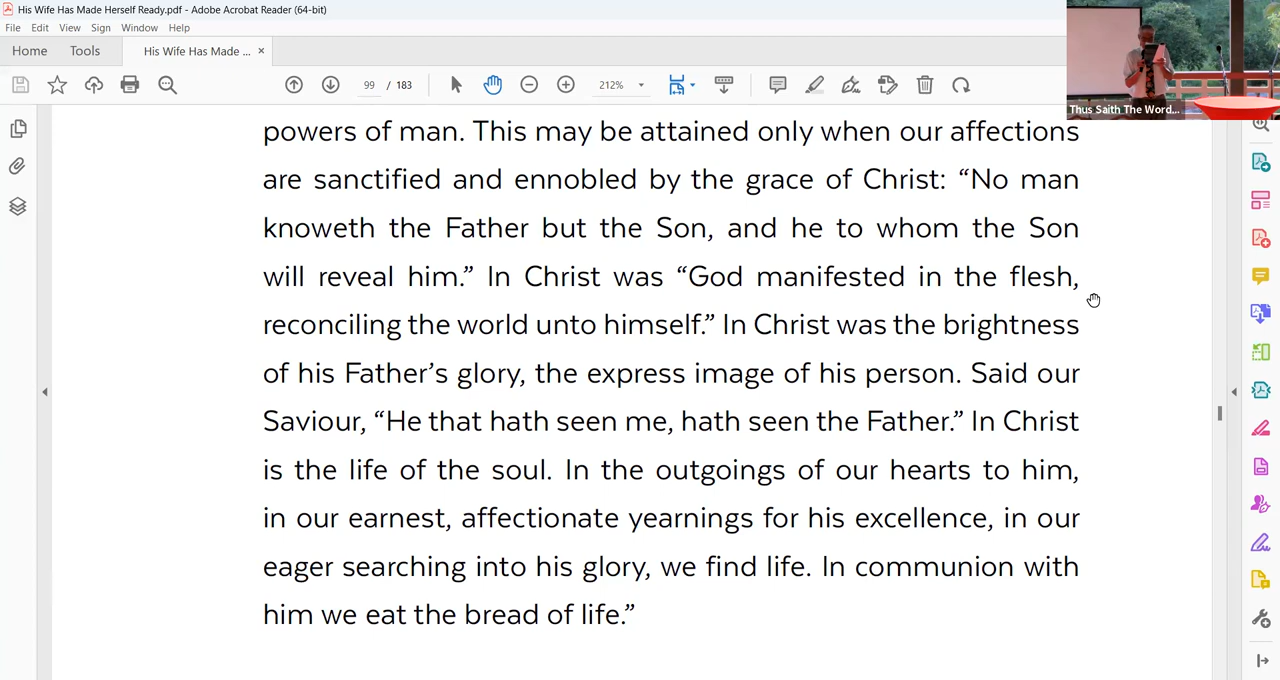 His Wife Has Made Herself Ready.pdf - Adobe Acrobat Reader (64-bit)
File Edit View Sign Window Help
Home Tools His Wife Has Made ... ×
99 / 183 212%
Thus Saith The Word...
powers of man. This may be attained only when our affections
are sanctified and ennobled by the grace of Christ: “No man
knoweth the Father but the Son, and he to whom the Son
will reveal him.” In Christ was “God manifested in the flesh,
reconciling the world unto himself.” In Christ was the brightness
of his Father’s glory, the express image of his person. Said our
Saviour, “He that hath seen me, hath seen the Father.” In Christ
is the life of the soul. In the outgoings of our hearts to him,
in our earnest, affectionate yearnings for his excellence, in our
eager searching into his glory, we find life. In communion with
him we eat the bread of life.”